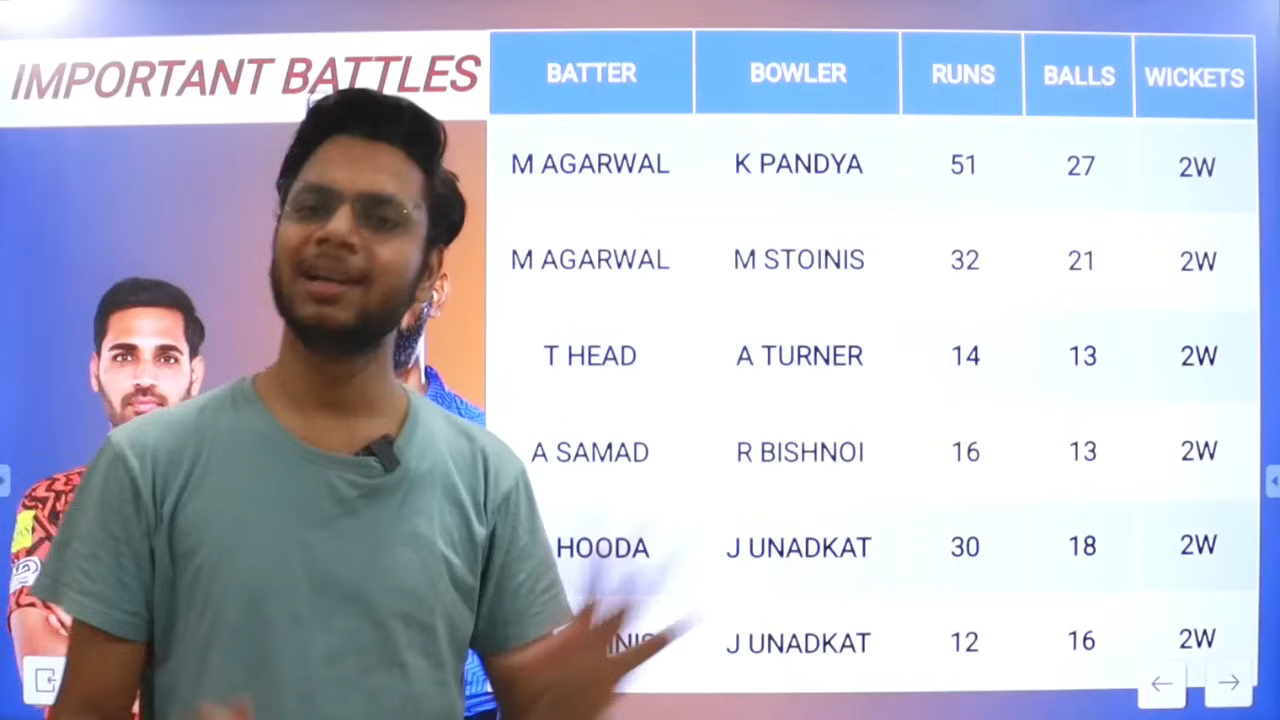 IMPORTANT BATTLES
BATTER BOWLER RUNS BALLS WICKETS
M AGARWAL K PANDYA 51 27 2W
M AGARWAL M STOINIS 32 21 2W
T HEAD A TURNER 14 13 2W
A SAMAD R BISHNOI 16 13 2W
HOODA J UNADKAT 30 18 2W
J UNADKAT 12 16 2W